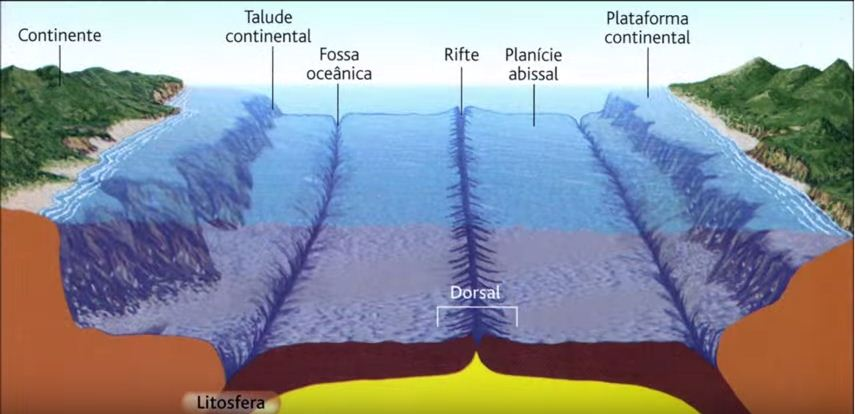 Continente
Talude
continental
Fossa
oceânica
Rifte
Planície
abissal
Plataforma
continental
Dorsal
Litosfera